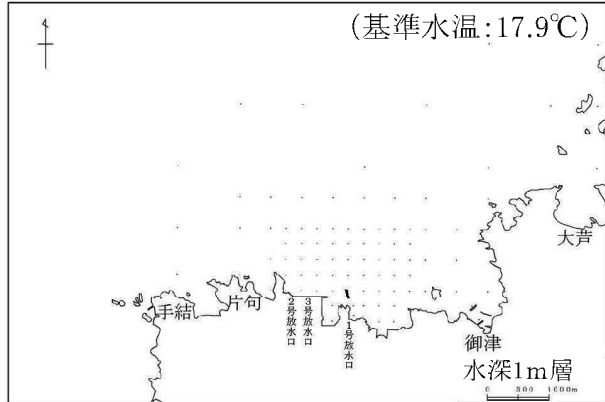 (基準水温:17.9℃)
大芦
手結
片句
2号放水口
3号放水口
1号放水口
御津
水深1m層
0 500 1000m